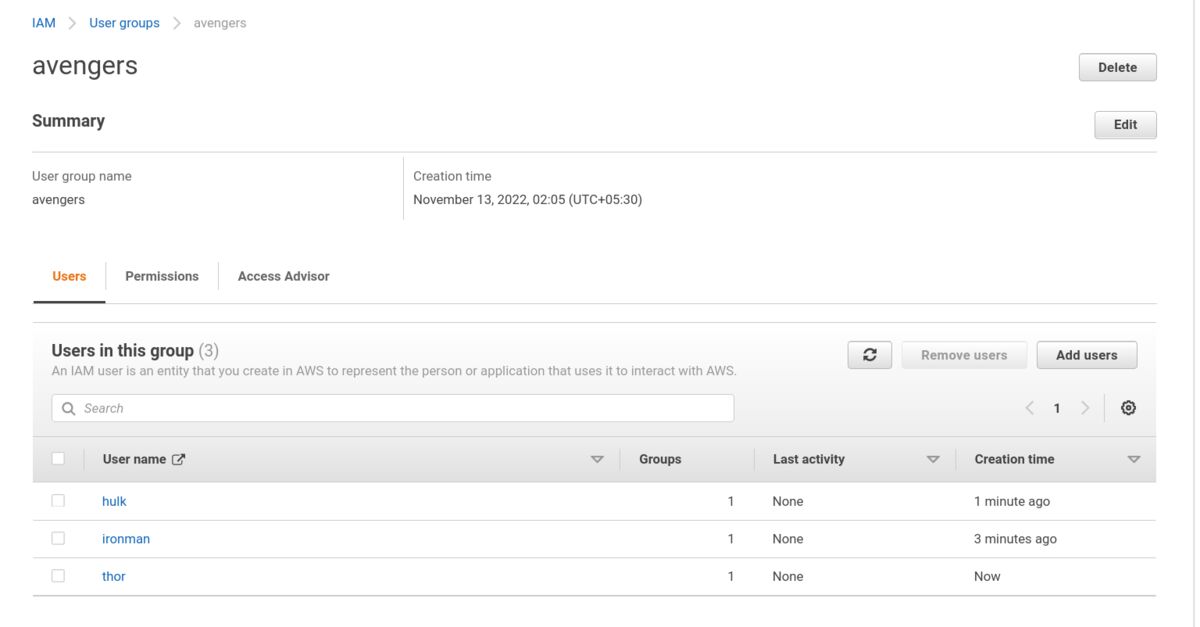 IAM User groups avengers
avengers
Delete
Summary
Edit
User group name
avengers
Creation time
November 13, 2022, 02:05 (UTC+05:30)
Users Permissions Access Advisor
Users in this group (3)
An IAM user is an entity that you create in AWS to represent the person or application that uses it to interact with AWS.
Remove users Add users
Search
1
User name Groups Last activity Creation time
hulk 1 None 1 minute ago
ironman 1 None 3 minutes ago
thor 1 None Now